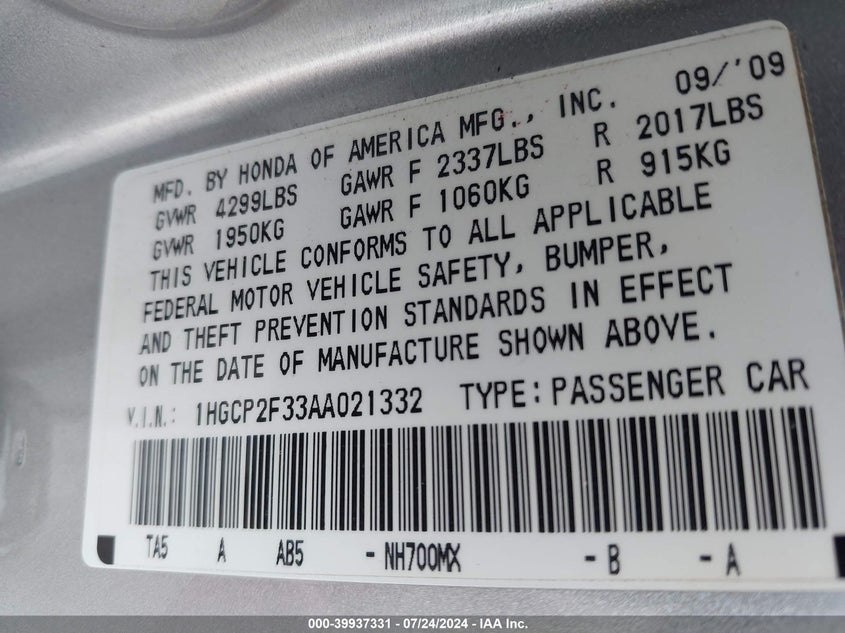 09/'09
MFD. BY HONDA OF AMERICA MFG., INC.
GVWR 4299LBS GAWR F 2337LBS R 2017LBS
GVWR 1950KG GAWR F 1060KG R 915KG
THIS VEHICLE CONFORMS TO ALL APPLICABLE
FEDERAL MOTOR VEHICLE SAFETY, BUMPER,
AND THEFT PREVENTION STANDARDS IN EFFECT
ON THE DATE OF MANUFACTURE SHOWN ABOVE.
V.I.N.: 1HGCP2F33AA021332 TYPE: PASSENGER CAR
TA5 A AB5 - NH700MX - B - A
000-39937331 / 07/24/2024 - IAA Inc.